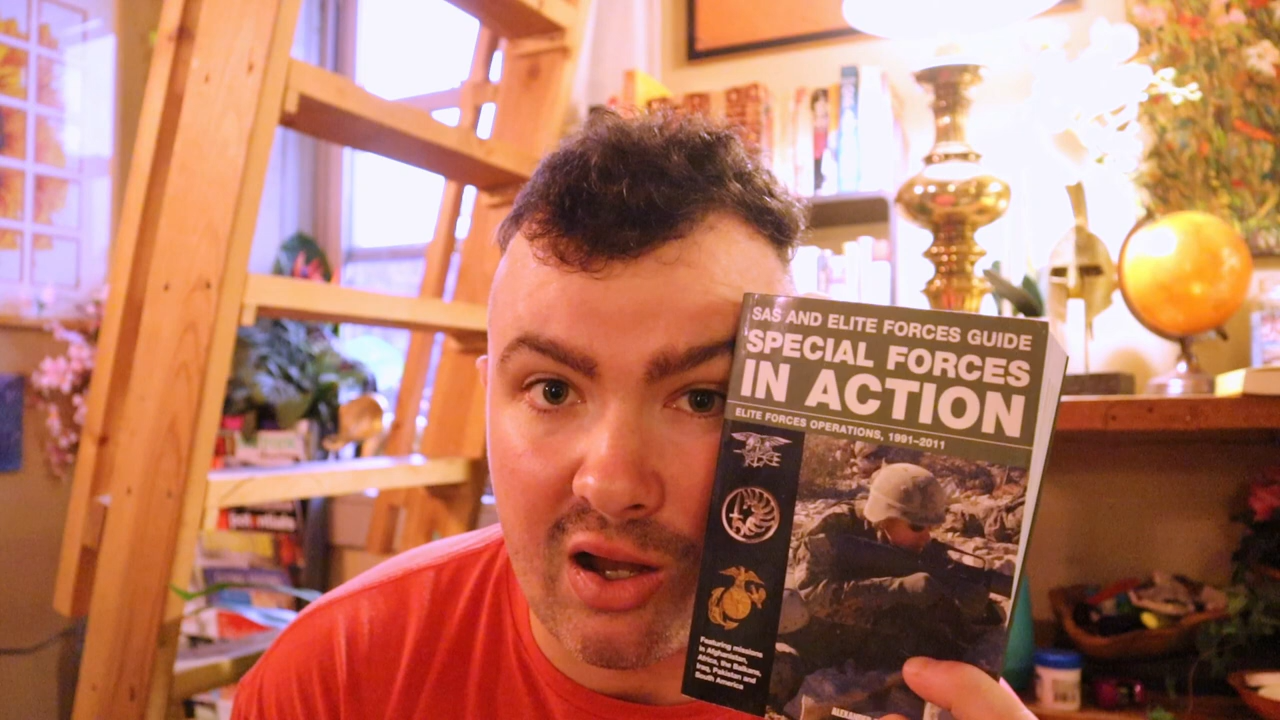 SAS AND ELITE FORCES GUIDE
SPECIAL FORCES
IN ACTION
ELITE FORCES OPERATIONS, 1991–2011
Featuring missions
in Afghanistan,
Africa, the Balkans,
Iraq, Pakistan and
South America
ALEXANDER